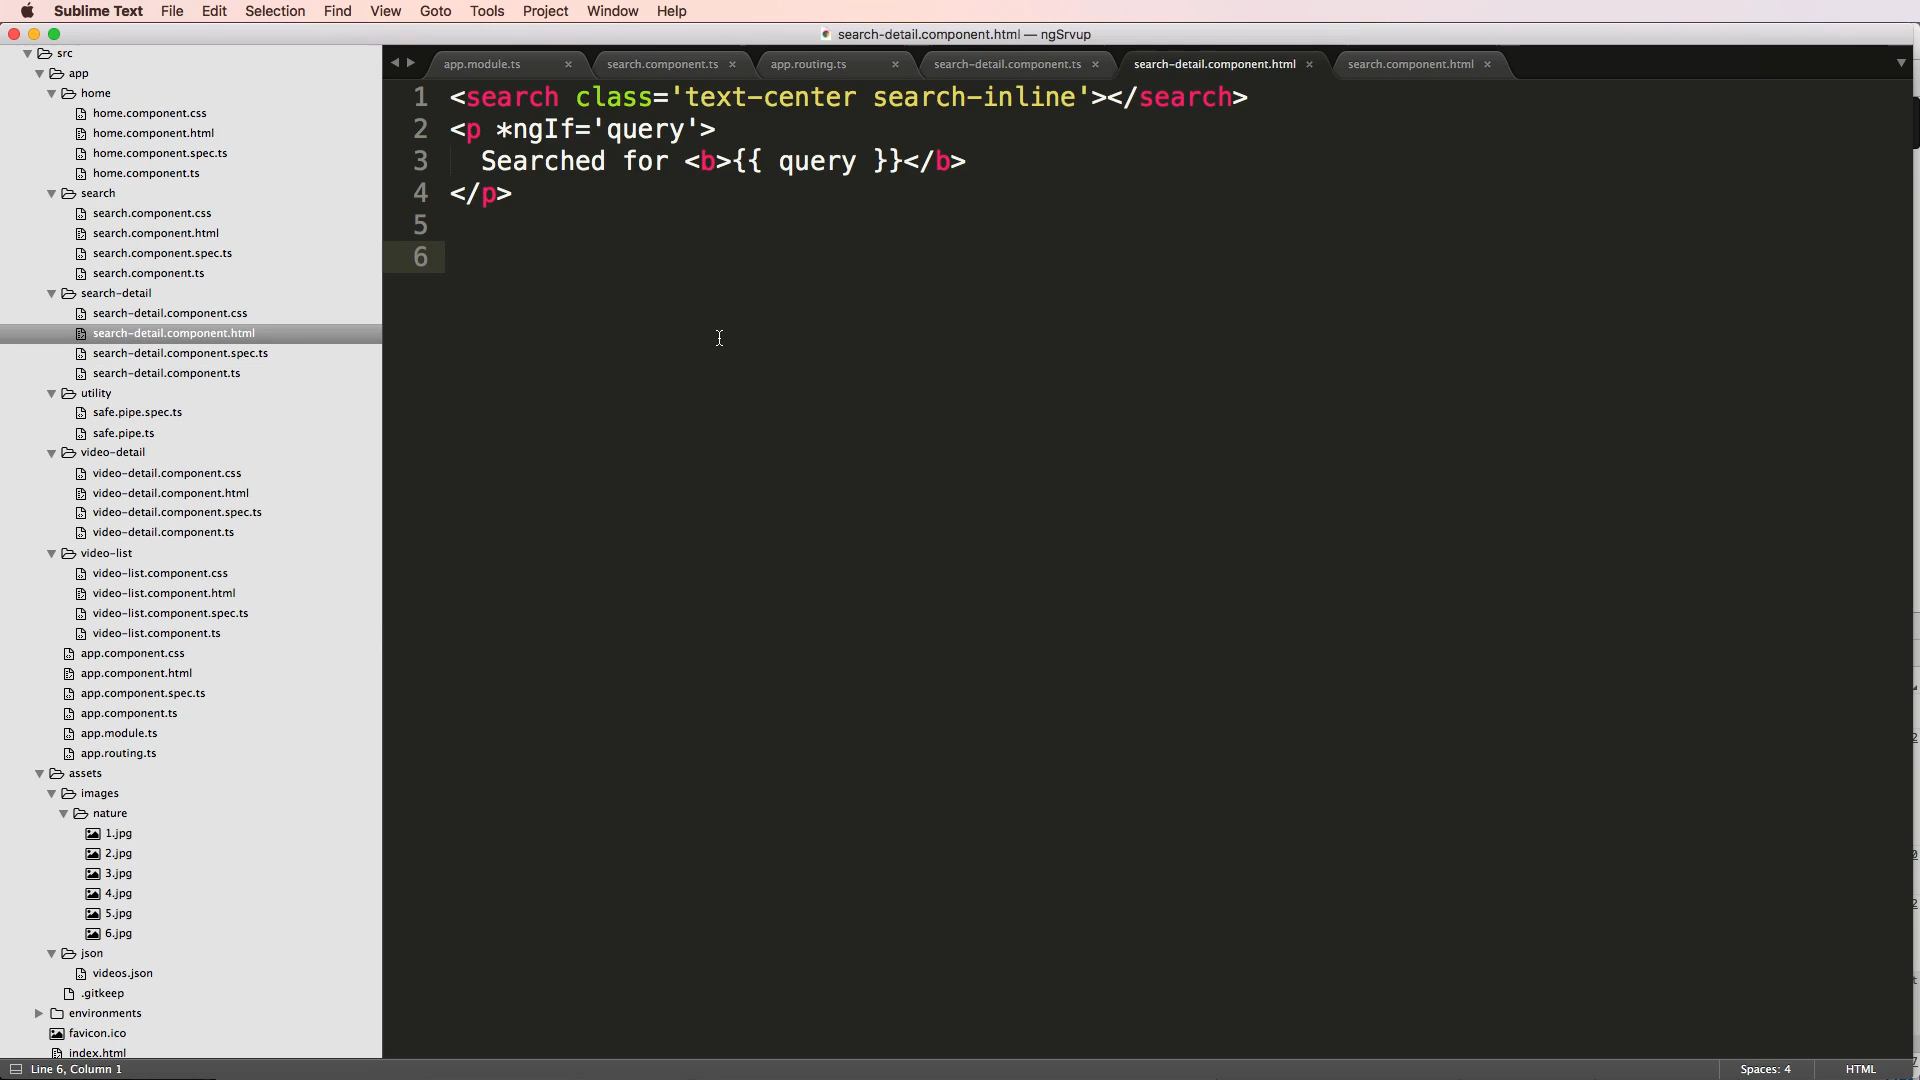 Sublime Text File Edit Selection Find View Goto Tools Project Window Help
search-detail.component.html — ngSrvup
src
app
home
home.component.css
home.component.html
home.component.spec.ts
home.component.ts
search
search.component.css
search.component.html
search.component.spec.ts
search.component.ts
search-detail
search-detail.component.css
search-detail.component.html
search-detail.component.spec.ts
search-detail.component.ts
utility
safe.pipe.spec.ts
safe.pipe.ts
video-detail
video-detail.component.css
video-detail.component.html
video-detail.component.spec.ts
video-detail.component.ts
video-list
video-list.component.css
video-list.component.html
video-list.component.spec.ts
video-list.component.ts
app.component.css
app.component.html
app.component.spec.ts
app.component.ts
app.module.ts
app.routing.ts
assets
images
nature
1.jpg
2.jpg
3.jpg
4.jpg
5.jpg
6.jpg
json
videos.json
.gitkeep
environments
favicon.ico
index.html
app.module.ts × search.component.ts × app.routing.ts × search-detail.component.ts × search-detail.component.html × search.component.html ×
1 <search class='text-center search-inline'></search>
2 <p *ngIf='query'>
3 Searched for <b>{{ query }}</b>
4 </p>
5
6
Line 6, Column 1 Spaces: 4 HTML